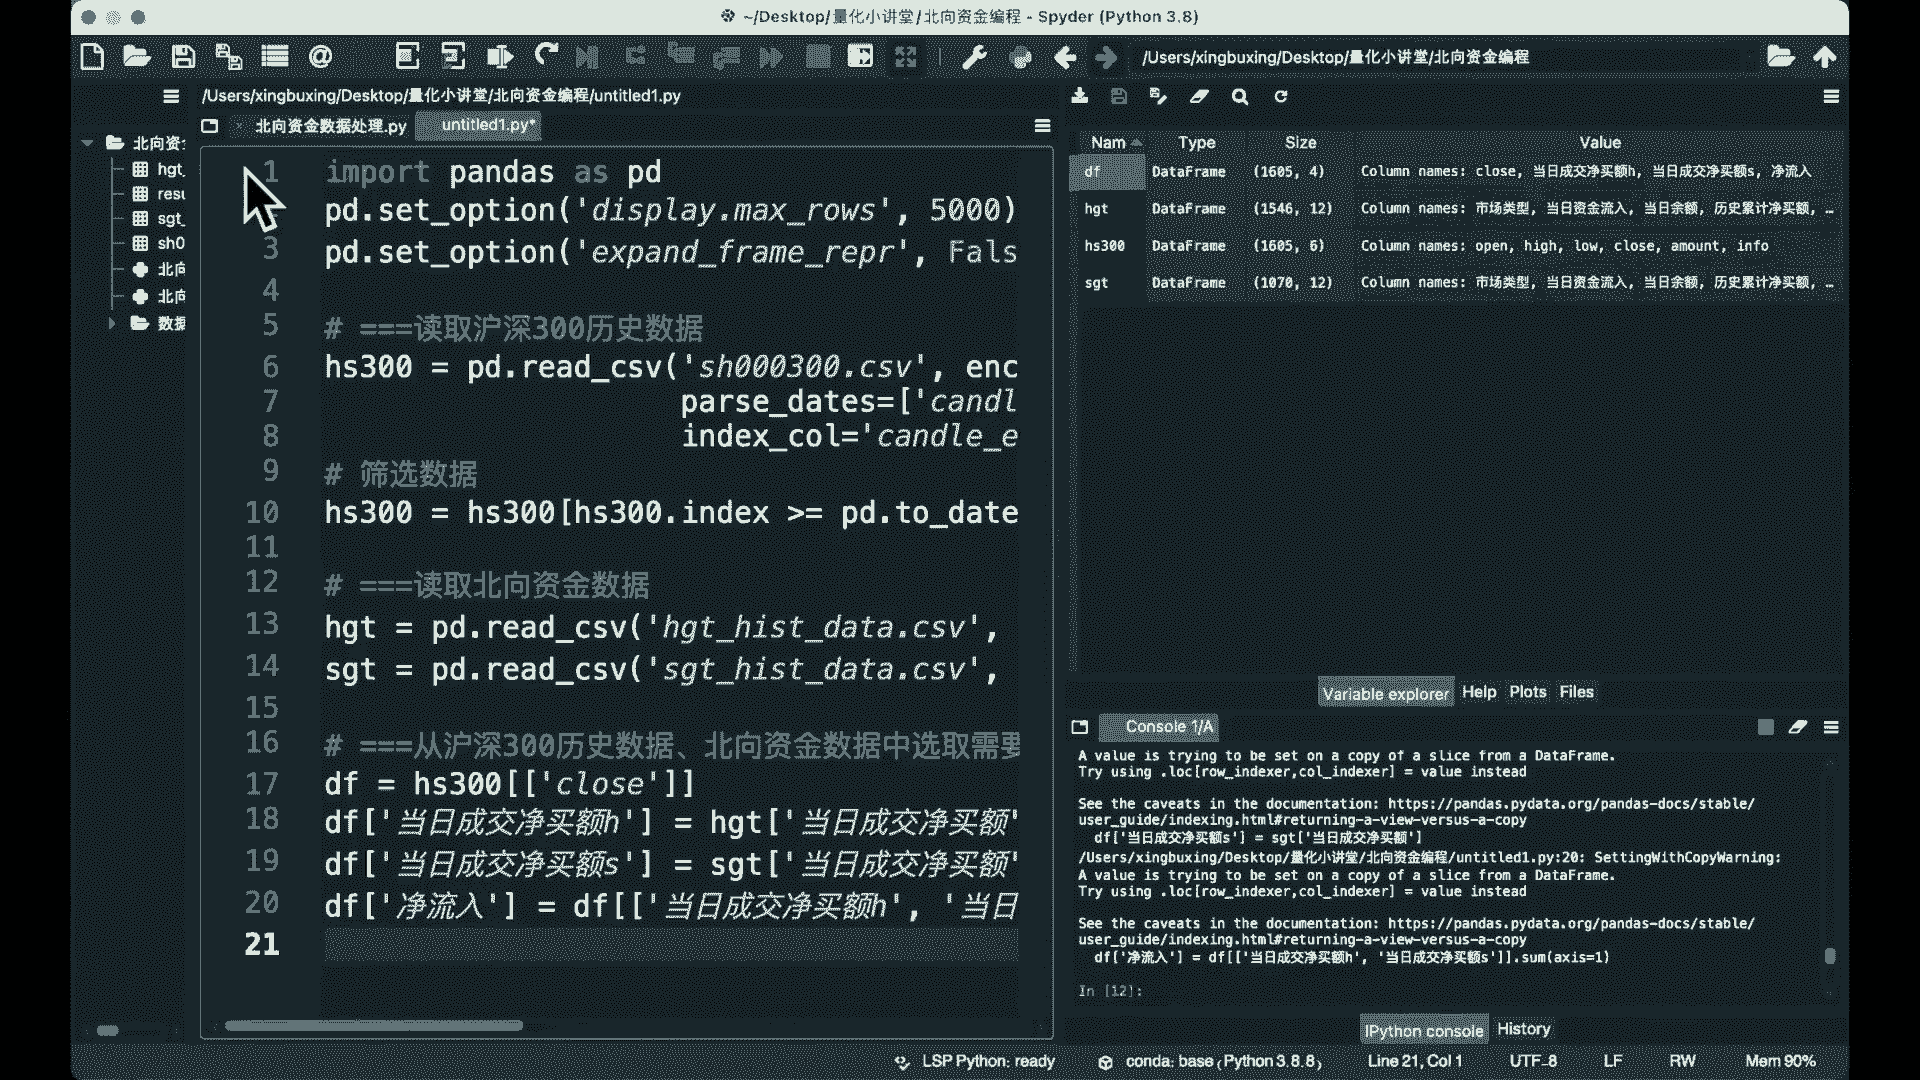 ~/Desktop/量化小讲堂/北向资金编程 - Spyder (Python 3.8)
/Users/xingbuxing/Desktop/量化小讲堂/北向资金编程
/Users/xingbuxing/Desktop/量化小讲堂/北向资金编程/untitled1.py
北向资金数据处理.py
untitled1.py*
北向资
hgt_
resu
sgt_
sh0
北向
北向
数据
1 import pandas as pd
pd.set_option('display.max_rows', 5000)
3 pd.set_option('expand_frame_repr', Fals
4
5 # ===读取沪深300历史数据
6 hs300 = pd.read_csv('sh000300.csv', enc
7 parse_dates=['candl
8 index_col='candle_e
9 # 筛选数据
10 hs300 = hs300[hs300.index >= pd.to_date
11
12 # ===读取北向资金数据
13 hgt = pd.read_csv('hgt_hist_data.csv',
14 sgt = pd.read_csv('sgt_hist_data.csv',
15
16 # ===从沪深300历史数据、北向资金数据中选取需要
17 df = hs300[['close']]
18 df['当日成交净买额h'] = hgt['当日成交净买额'
19 df['当日成交净买额s'] = sgt['当日成交净买额'
20 df['净流入'] = df[['当日成交净买额h', '当日
21
Nam Type Size Value
df DataFrame (1605, 4) Column names: close, 当日成交净买额h, 当日成交净买额s, 净流入
hgt DataFrame (1546, 12) Column names: 市场类型, 当日资金流入, 当日余额, 历史累计净买额, …
hs300 DataFrame (1605, 6) Column names: open, high, low, close, amount, info
sgt DataFrame (1070, 12) Column names: 市场类型, 当日资金流入, 当日余额, 历史累计净买额, …
Variable explorer Help Plots Files
Console 1/A
A value is trying to be set on a copy of a slice from a DataFrame.
Try using .loc[row_indexer,col_indexer] = value instead
See the caveats in the documentation: https://pandas.pydata.org/pandas-docs/stable/
user_guide/indexing.html#returning-a-view-versus-a-copy
df['当日成交净买额s'] = sgt['当日成交净买额']
/Users/xingbuxing/Desktop/量化小讲堂/北向资金编程/untitled1.py:20: SettingWithCopyWarning:
A value is trying to be set on a copy of a slice from a DataFrame.
Try using .loc[row_indexer,col_indexer] = value instead
See the caveats in the documentation: https://pandas.pydata.org/pandas-docs/stable/
user_guide/indexing.html#returning-a-view-versus-a-copy
df['净流入'] = df[['当日成交净买额h', '当日成交净买额s']].sum(axis=1)
In [12]:
IPython console History
LSP Python: ready conda: base (Python 3.8.8) Line 21, Col 1 UTF-8 LF RW Mem 90%